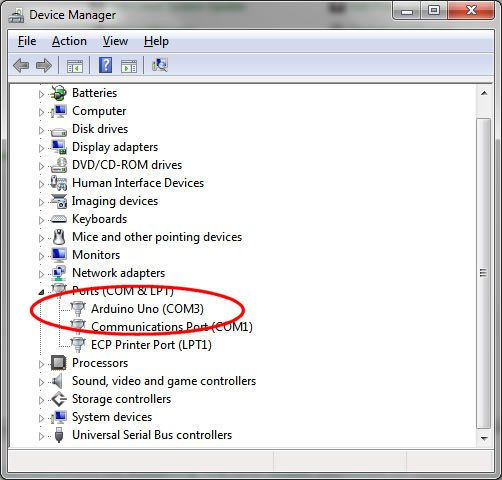 Device Manager
File Action View Help
Batteries
Computer
Disk drives
Display adapters
DVD/CD-ROM drives
Human Interface Devices
Imaging devices
Keyboards
Mice and other pointing devices
Monitors
Network adapters
Ports (COM & LPT)
Arduino Uno (COM3)
Communications Port (COM1)
ECP Printer Port (LPT1)
Processors
Sound, video and game controllers
Storage controllers
System devices
Universal Serial Bus controllers